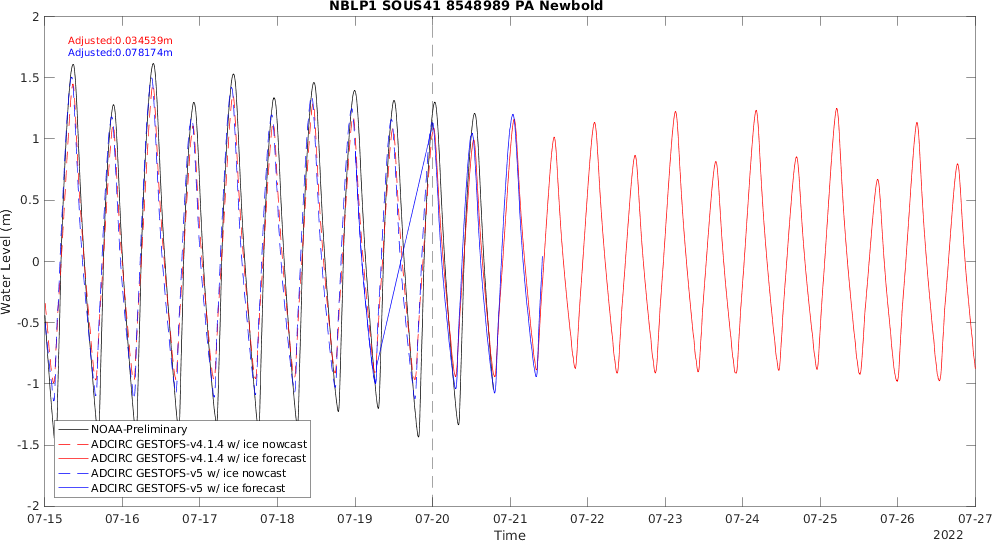 NBLP1 SOUS41 8548989 PA Newbold
Adjusted:0.034539m
Adjusted:0.078174m
Water Level (m)
2
1.5
1
0.5
0
-0.5
-1
-1.5
-2
NOAA-Preliminary
ADCIRC GESTOFS-v4.1.4 w/ ice nowcast
ADCIRC GESTOFS-v4.1.4 w/ ice forecast
ADCIRC GESTOFS-v5 w/ ice nowcast
ADCIRC GESTOFS-v5 w/ ice forecast
07-15 07-16 07-17 07-18 07-19 07-20 07-21 07-22 07-23 07-24 07-25 07-26 07-27
Time
2022